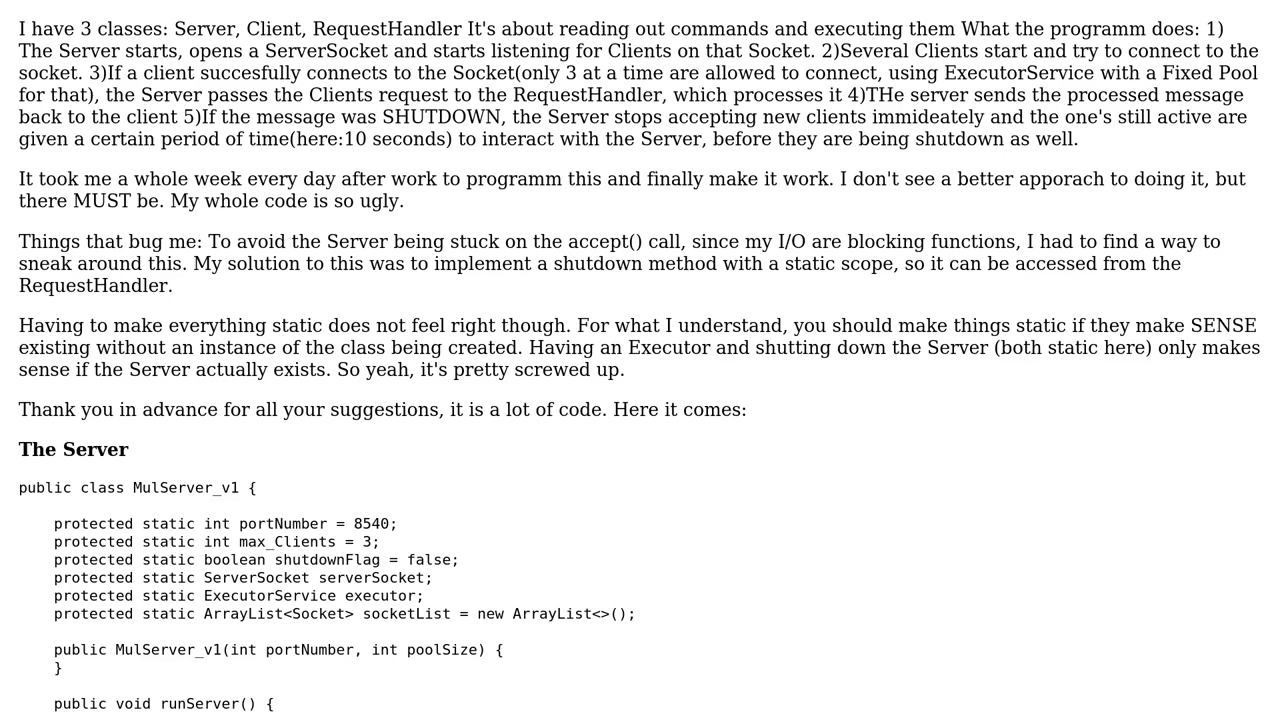 I have 3 classes: Server, Client, RequestHandler It's about reading out commands and executing them What the programm does: 1)
The Server starts, opens a ServerSocket and starts listening for Clients on that Socket. 2)Several Clients start and try to connect to the
socket. 3)If a client succesfully connects to the Socket(only 3 at a time are allowed to connect, using ExecutorService with a Fixed Pool
for that), the Server passes the Clients request to the RequestHandler, which processes it 4)THe server sends the processed message
back to the client 5)If the message was SHUTDOWN, the Server stops accepting new clients immideately and the one's still active are
given a certain period of time(here:10 seconds) to interact with the Server, before they are being shutdown as well.
It took me a whole week every day after work to programm this and finally make it work. I don't see a better apporach to doing it, but
there MUST be. My whole code is so ugly.
Things that bug me: To avoid the Server being stuck on the accept() call, since my I/O are blocking functions, I had to find a way to
sneak around this. My solution to this was to implement a shutdown method with a static scope, so it can be accessed from the
RequestHandler.
Having to make everything static does not feel right though. For what I understand, you should make things static if they make SENSE
existing without an instance of the class being created. Having an Executor and shutting down the Server (both static here) only makes
sense if the Server actually exists. So yeah, it's pretty screwed up.
Thank you in advance for all your suggestions, it is a lot of code. Here it comes:
The Server
public class MulServer_v1 {
    protected static int portNumber = 8540;
    protected static int max_Clients = 3;
    protected static boolean shutdownFlag = false;
    protected static ServerSocket serverSocket;
    protected static ExecutorService executor;
    protected static ArrayList<Socket> socketList = new ArrayList<>();
    public MulServer_v1(int portNumber, int poolSize) {
    }
    public void runServer() {